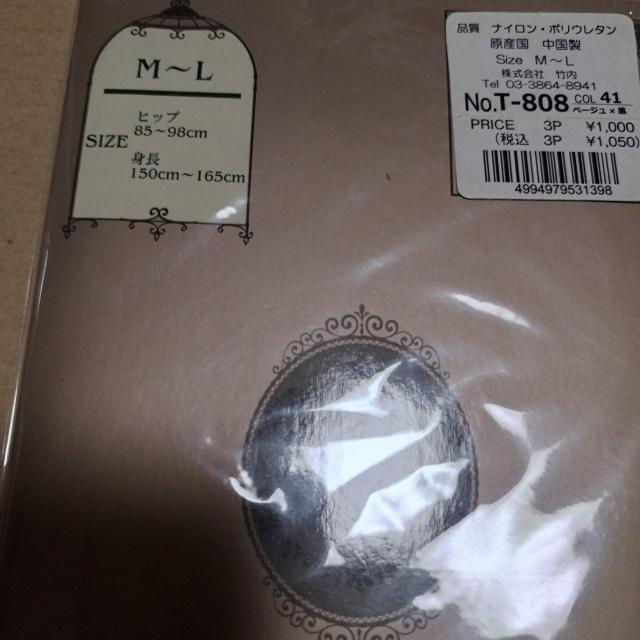 M～L
SIZE
ヒップ
85～98cm
身長
150cm～165cm
品質 ナイロン・ポリウレタン
原産国 中国製
Size M～L
株式会社 竹内
Tel 03-3864-8941
No.T-808 COL 41
ベージュ×黒
PRICE 3P ¥1,000
(税込 3P ¥1,050)
4994979531398